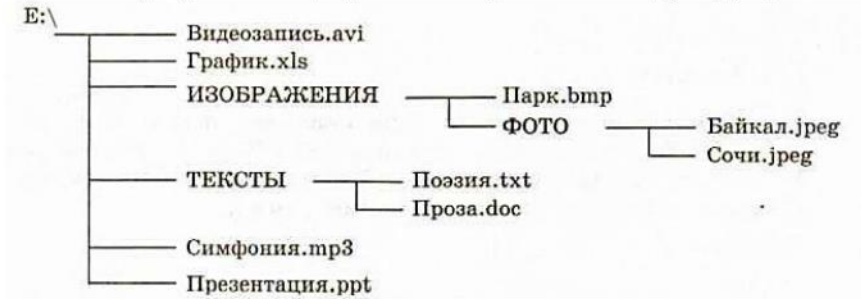 E:\
Видеозапись.avi
График.xls
ИЗОБРАЖЕНИЯ Парк.bmp
ФОТО Байкал.jpeg
Сочи.jpeg
ТЕКСТЫ Поэзия.txt
Проза.doc
Симфония.mp3
Презентация.ppt